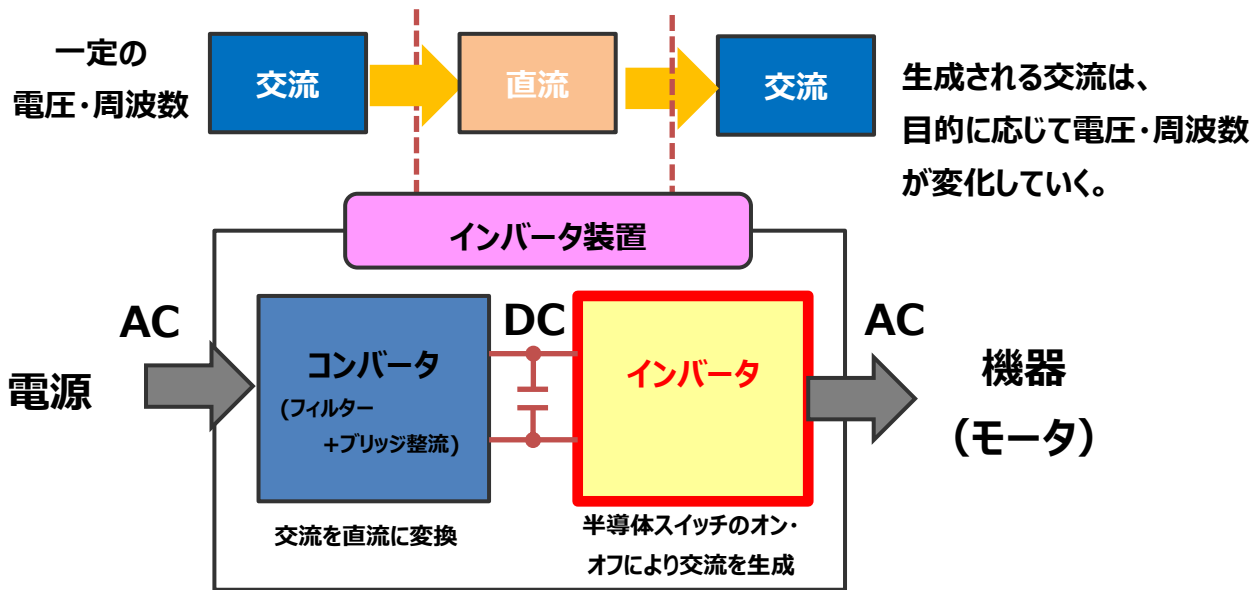 一定の
電圧・周波数
交流
直流
交流
生成される交流は、
目的に応じて電圧・周波数
が変化していく。
インバータ装置
AC
電源
コンバータ
(フィルター
+ブリッジ整流)
DC
インバータ
AC
機器
(モータ)
交流を直流に変換
半導体スイッチのオン・
オフにより交流を生成